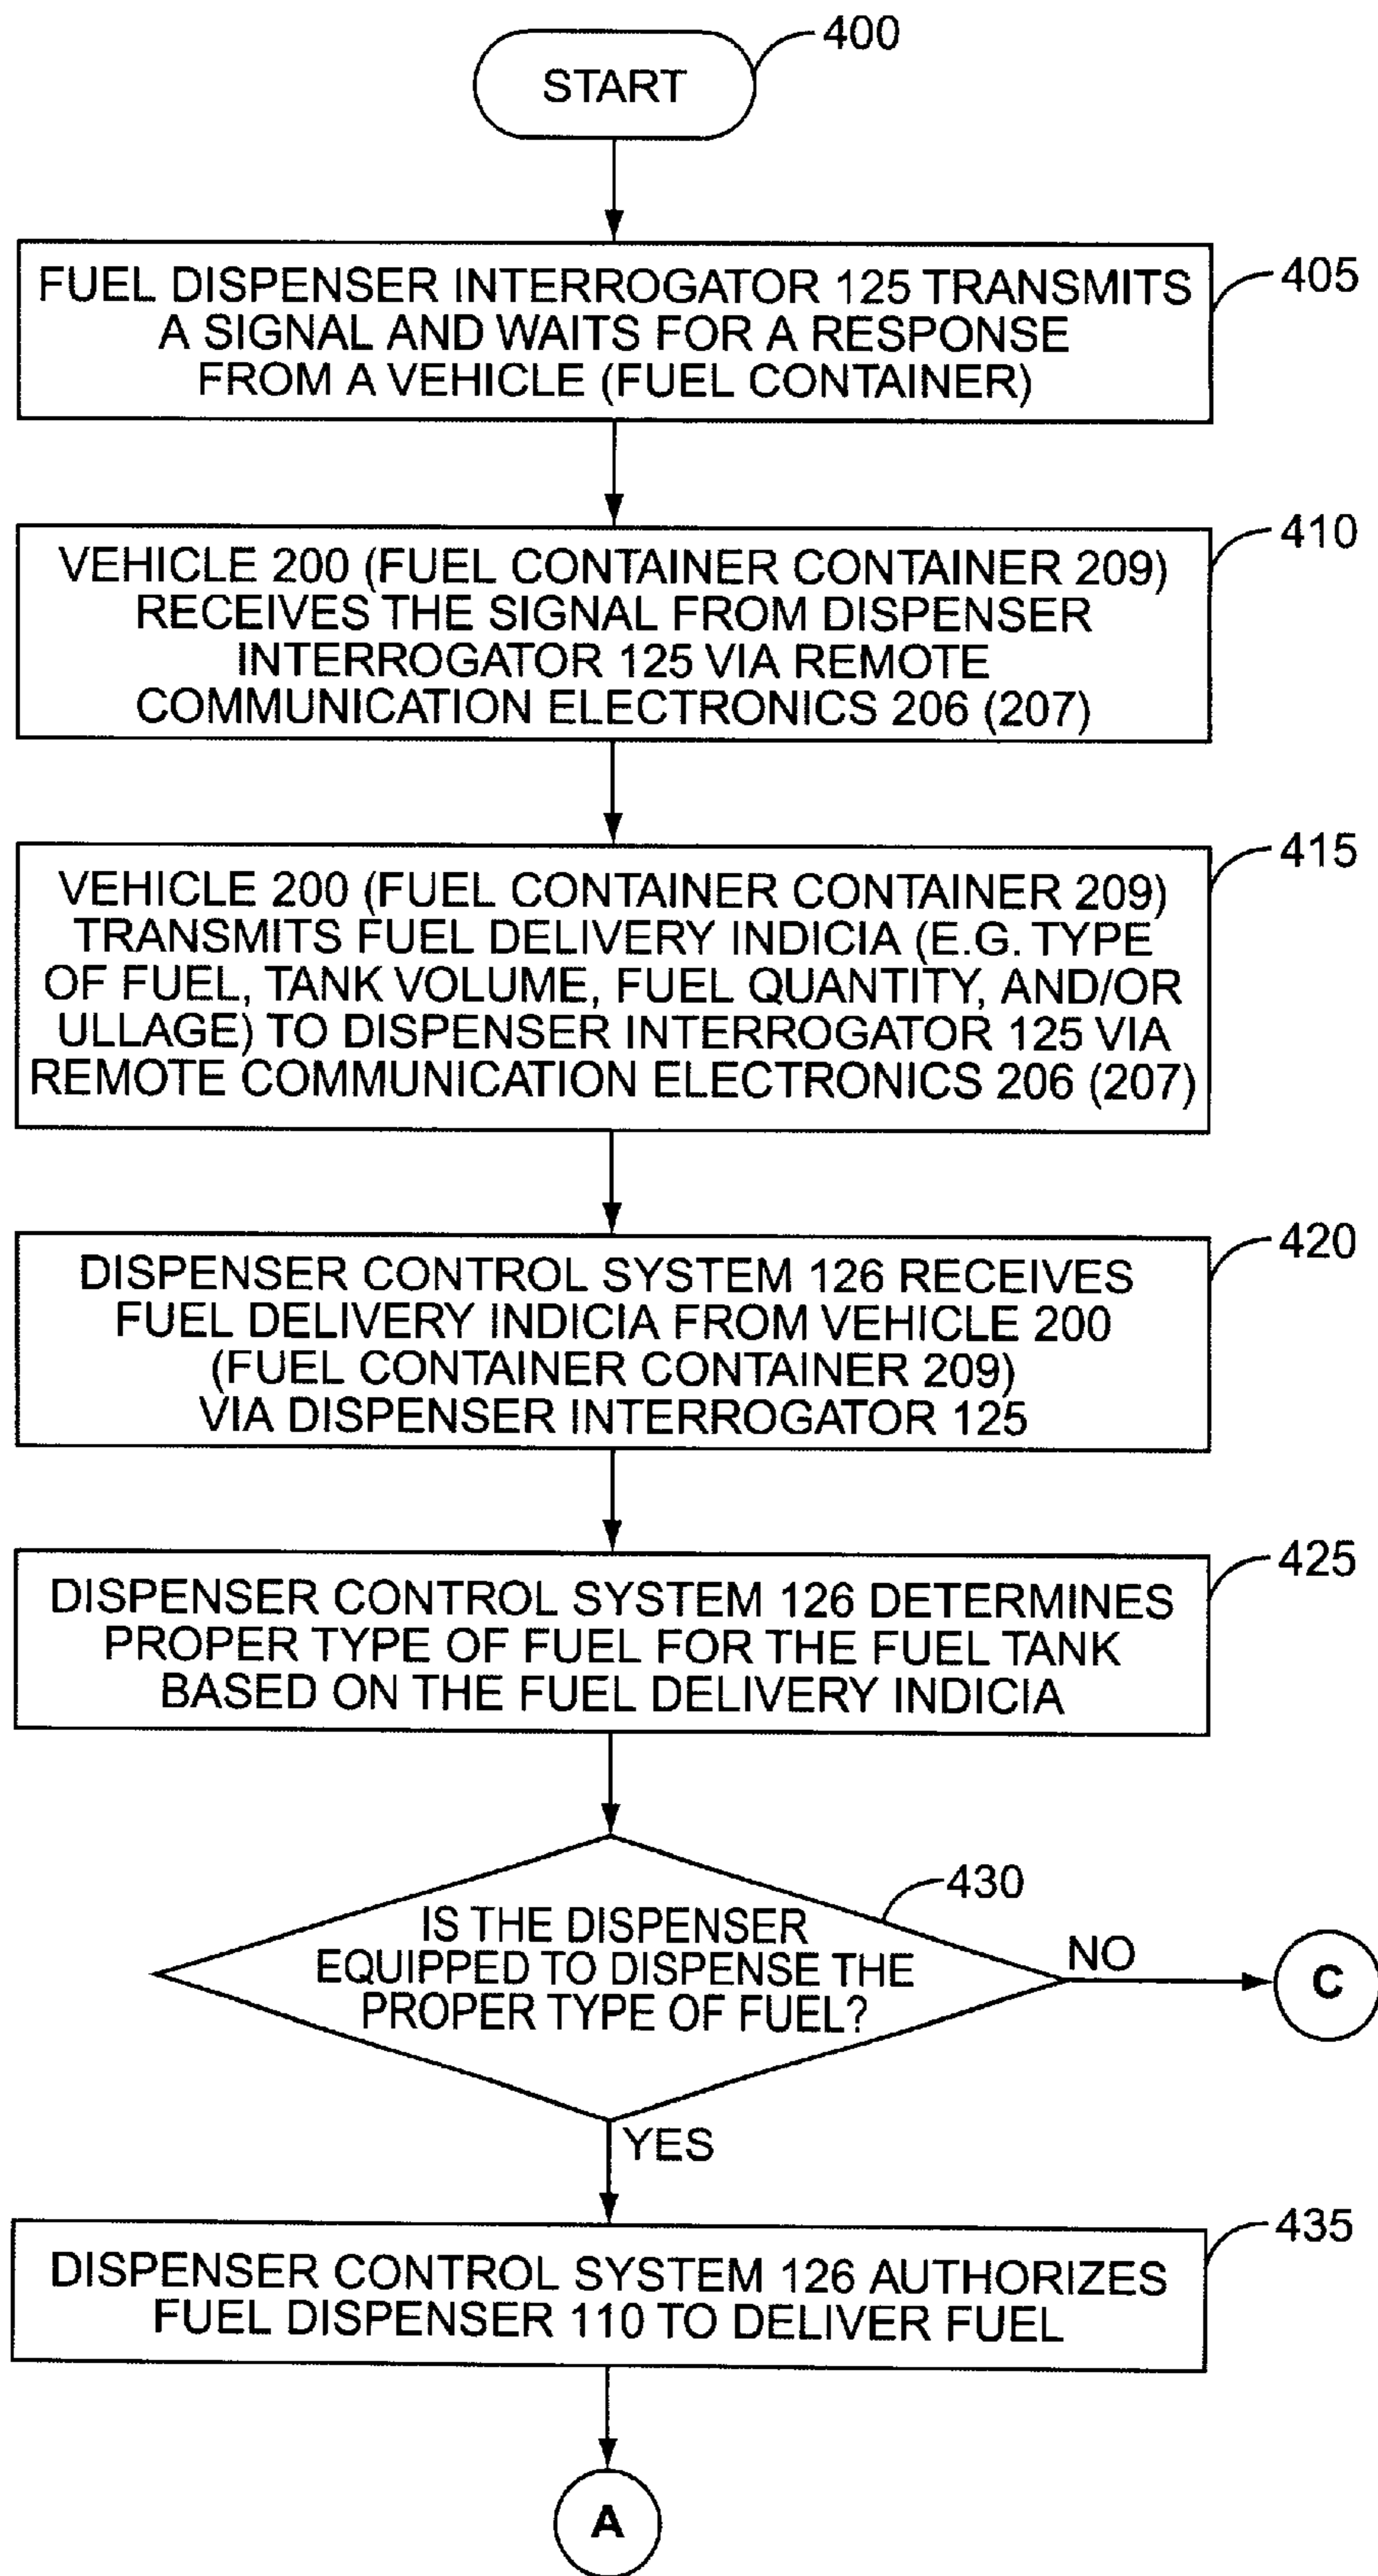 400
START
405
FUEL DISPENSER INTERROGATOR 125 TRANSMITS
A SIGNAL AND WAITS FOR A RESPONSE
FROM A VEHICLE (FUEL CONTAINER)
410
VEHICLE 200 (FUEL CONTAINER CONTAINER 209)
RECEIVES THE SIGNAL FROM DISPENSER
INTERROGATOR 125 VIA REMOTE
COMMUNICATION ELECTRONICS 206 (207)
415
VEHICLE 200 (FUEL CONTAINER CONTAINER 209)
TRANSMITS FUEL DELIVERY INDICIA (E.G. TYPE
OF FUEL, TANK VOLUME, FUEL QUANTITY, AND/OR
ULLAGE) TO DISPENSER INTERROGATOR 125 VIA
REMOTE COMMUNICATION ELECTRONICS 206 (207)
420
DISPENSER CONTROL SYSTEM 126 RECEIVES
FUEL DELIVERY INDICIA FROM VEHICLE 200
(FUEL CONTAINER CONTAINER 209)
VIA DISPENSER INTERROGATOR 125
425
DISPENSER CONTROL SYSTEM 126 DETERMINES
PROPER TYPE OF FUEL FOR THE FUEL TANK
BASED ON THE FUEL DELIVERY INDICIA
430
IS THE DISPENSER
EQUIPPED TO DISPENSE THE
PROPER TYPE OF FUEL?
NO
C
YES
435
DISPENSER CONTROL SYSTEM 126 AUTHORIZES
FUEL DISPENSER 110 TO DELIVER FUEL
A